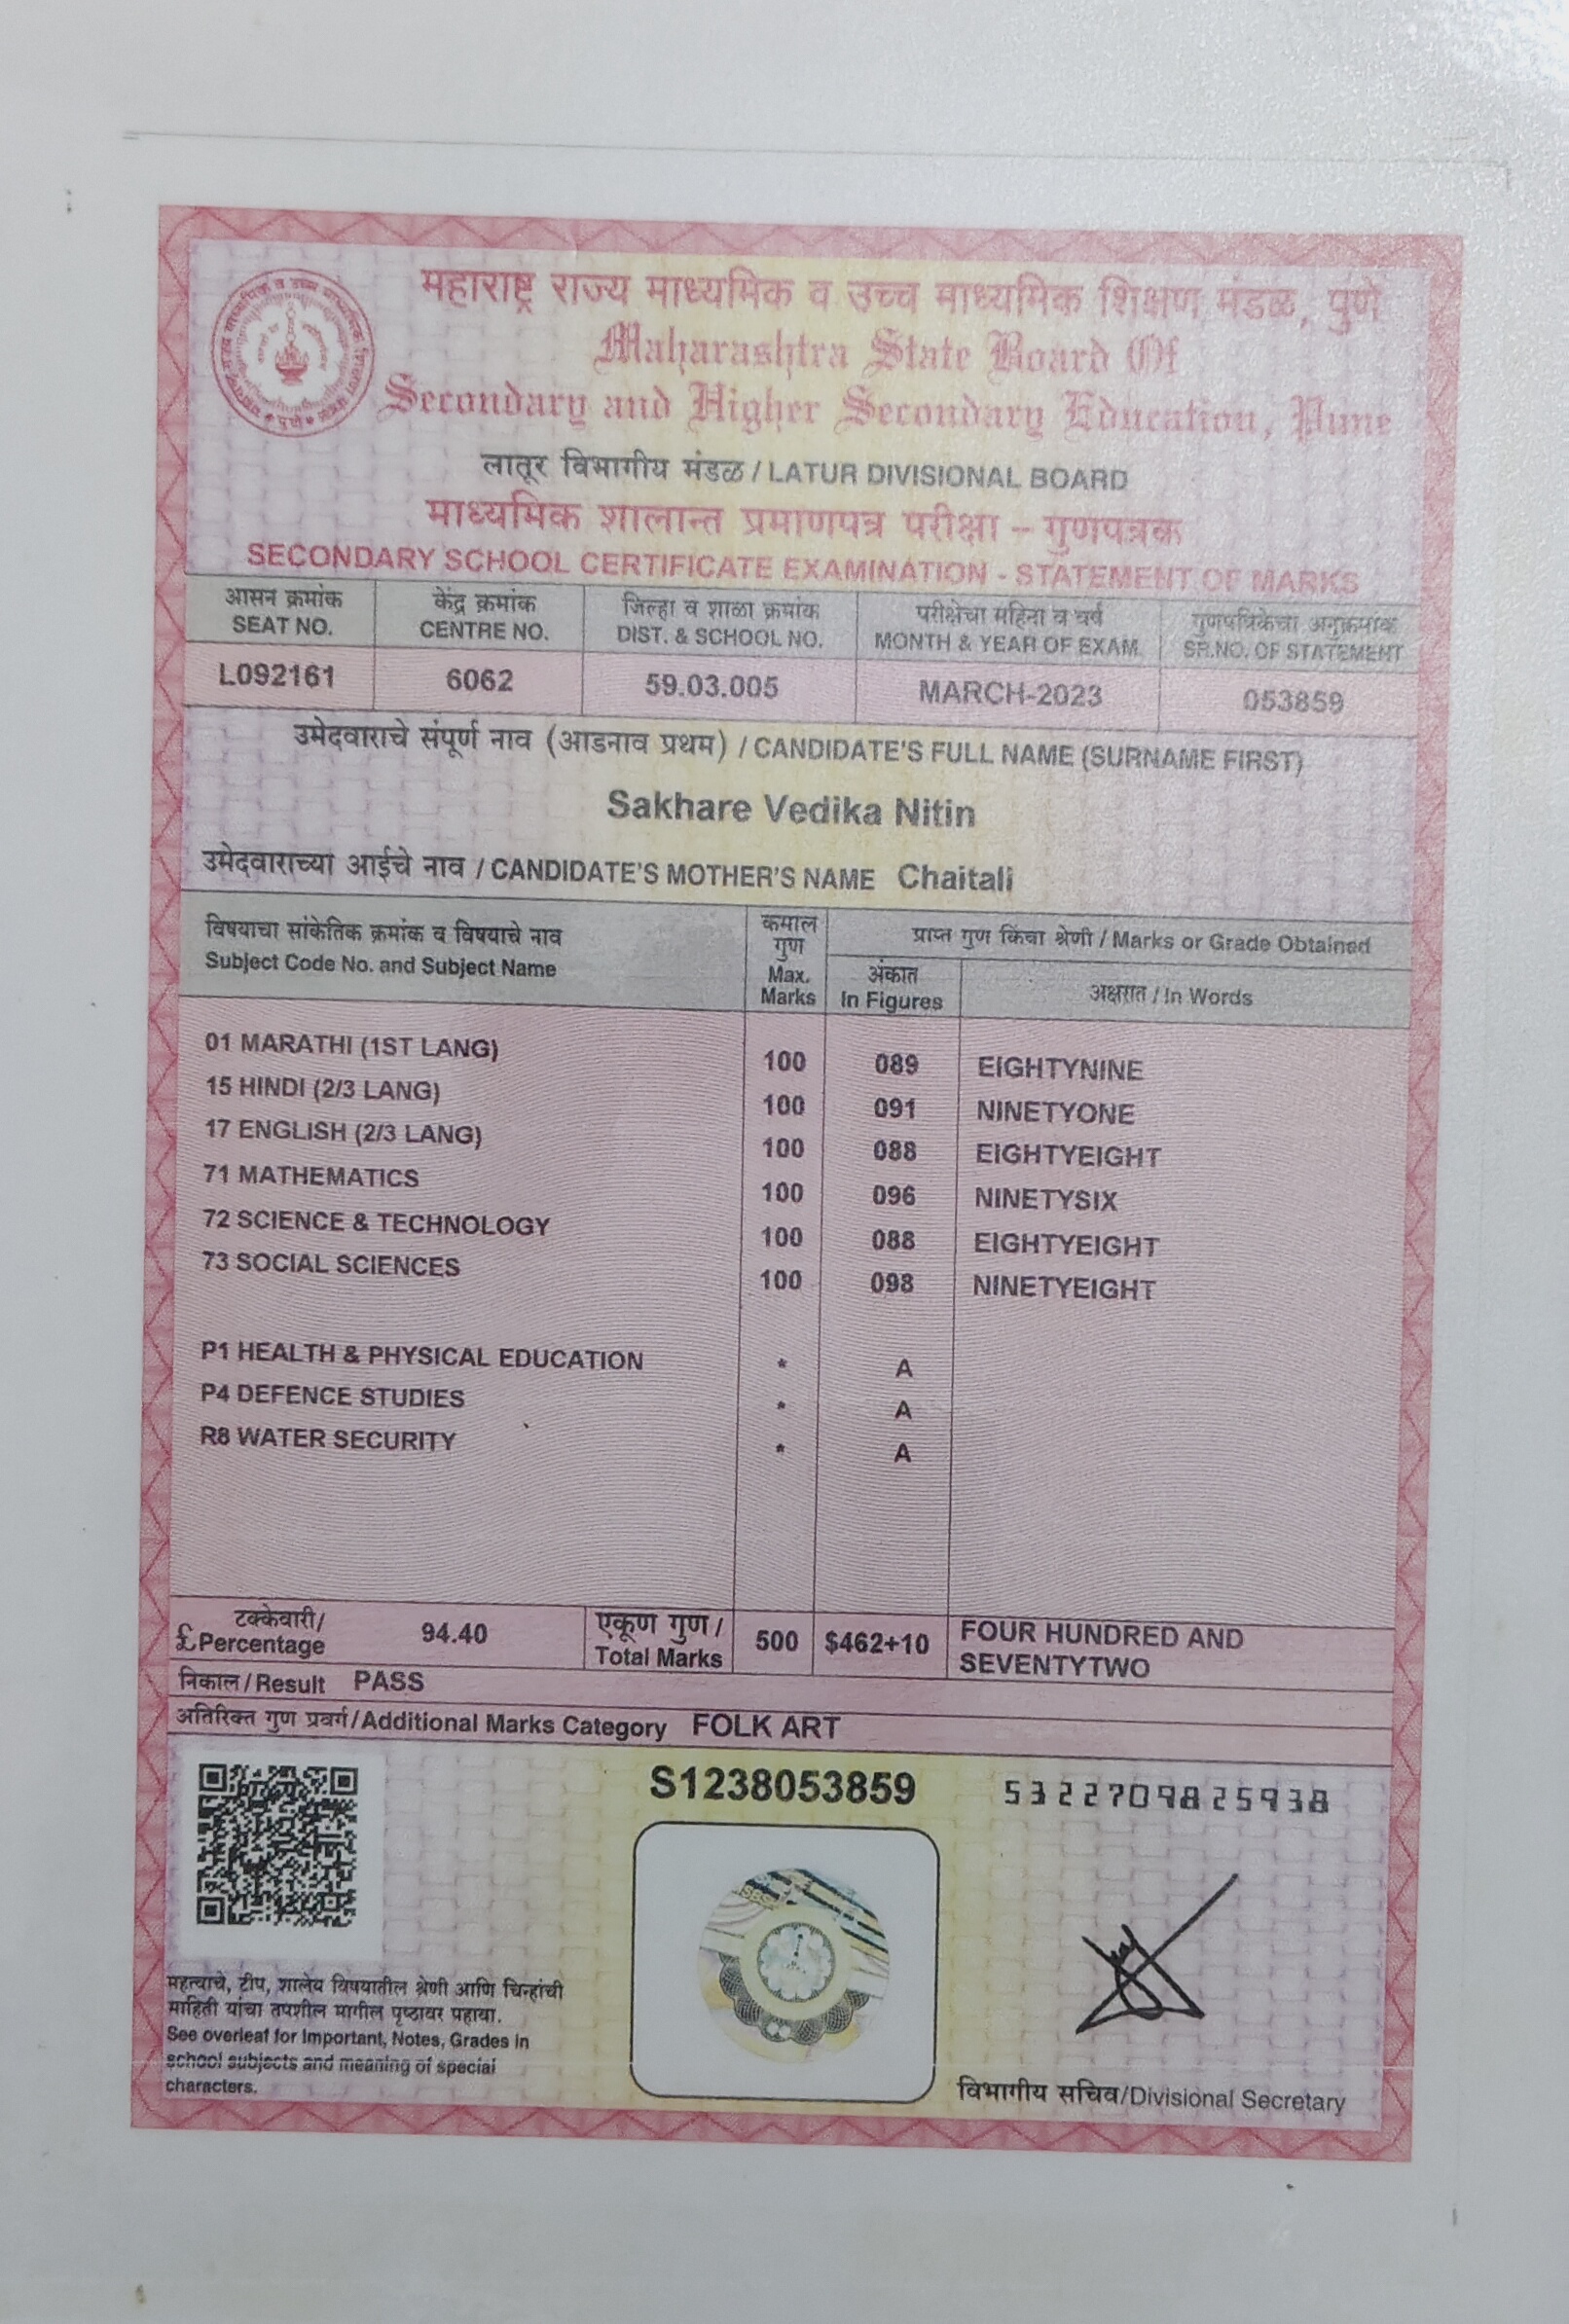 महाराष्ट्र राज्य माध्यमिक व उच्च माध्यमिक शिक्षण मंडळ, पुणे
Maharashtra State Board Of
Secondary and Higher Secondary Education, Pune
लातूर विभागीय मंडळ / LATUR DIVISIONAL BOARD
माध्यमिक शालान्त प्रमाणपत्र परीक्षा – गुणपत्रक
SECONDARY SCHOOL CERTIFICATE EXAMINATION - STATEMENT OF MARKS
आसन क्रमांक केंद्र क्रमांक जिल्हा व शाळा क्रमांक परीक्षेचा महिना व वर्ष गुणपत्रिकेचा अनुक्रमांक
SEAT NO. CENTRE NO. DIST. & SCHOOL NO. MONTH & YEAR OF EXAM. SR.NO. OF STATEMENT
L092161 6062 59.03.005 MARCH-2023 053859
उमेदवाराचे संपूर्ण नाव (आडनाव प्रथम) / CANDIDATE'S FULL NAME (SURNAME FIRST)
Sakhare Vedika Nitin
उमेदवाराच्या आईचे नाव / CANDIDATE'S MOTHER'S NAME Chaitali
विषयाचा सांकेतिक क्रमांक व विषयाचे नाव
Subject Code No. and Subject Name
कमाल
गुण
Max.
Marks
प्राप्त गुण किंवा श्रेणी / Marks or Grade Obtained
अंकात
In Figures
अक्षरात / In Words
01 MARATHI (1ST LANG) 100 089 EIGHTYNINE
15 HINDI (2/3 LANG) 100 091 NINETYONE
17 ENGLISH (2/3 LANG) 100 088 EIGHTYEIGHT
71 MATHEMATICS 100 096 NINETYSIX
72 SCIENCE & TECHNOLOGY 100 088 EIGHTYEIGHT
73 SOCIAL SCIENCES 100 098 NINETYEIGHT
P1 HEALTH & PHYSICAL EDUCATION * A
P4 DEFENCE STUDIES * A
R8 WATER SECURITY * A
टक्केवारी/
£ Percentage
94.40
एकूण गुण /
Total Marks
500 $462+10
FOUR HUNDRED AND
SEVENTYTWO
निकाल / Result PASS
अतिरिक्त गुण प्रवर्ग / Additional Marks Category FOLK ART
S1238053859
5322709825938
महत्वाचे, टीप, शालेय विषयातील श्रेणी आणि चिन्हांची
माहिती यांचा तपशील मागील पृष्ठावर पहावा.
See overleaf for Important, Notes, Grades in
school subjects and meaning of special
characters.
विभागीय सचिव/Divisional Secretary